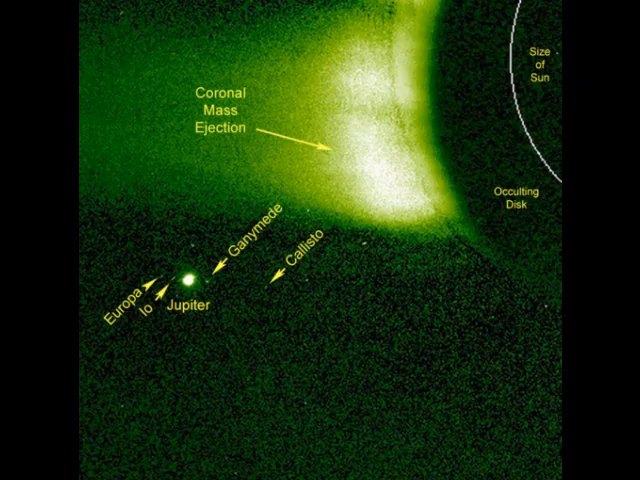 Size
of
Sun
Coronal
Mass
Ejection
Occulting
Disk
Ganymede
Callisto
Europa
Io
Jupiter